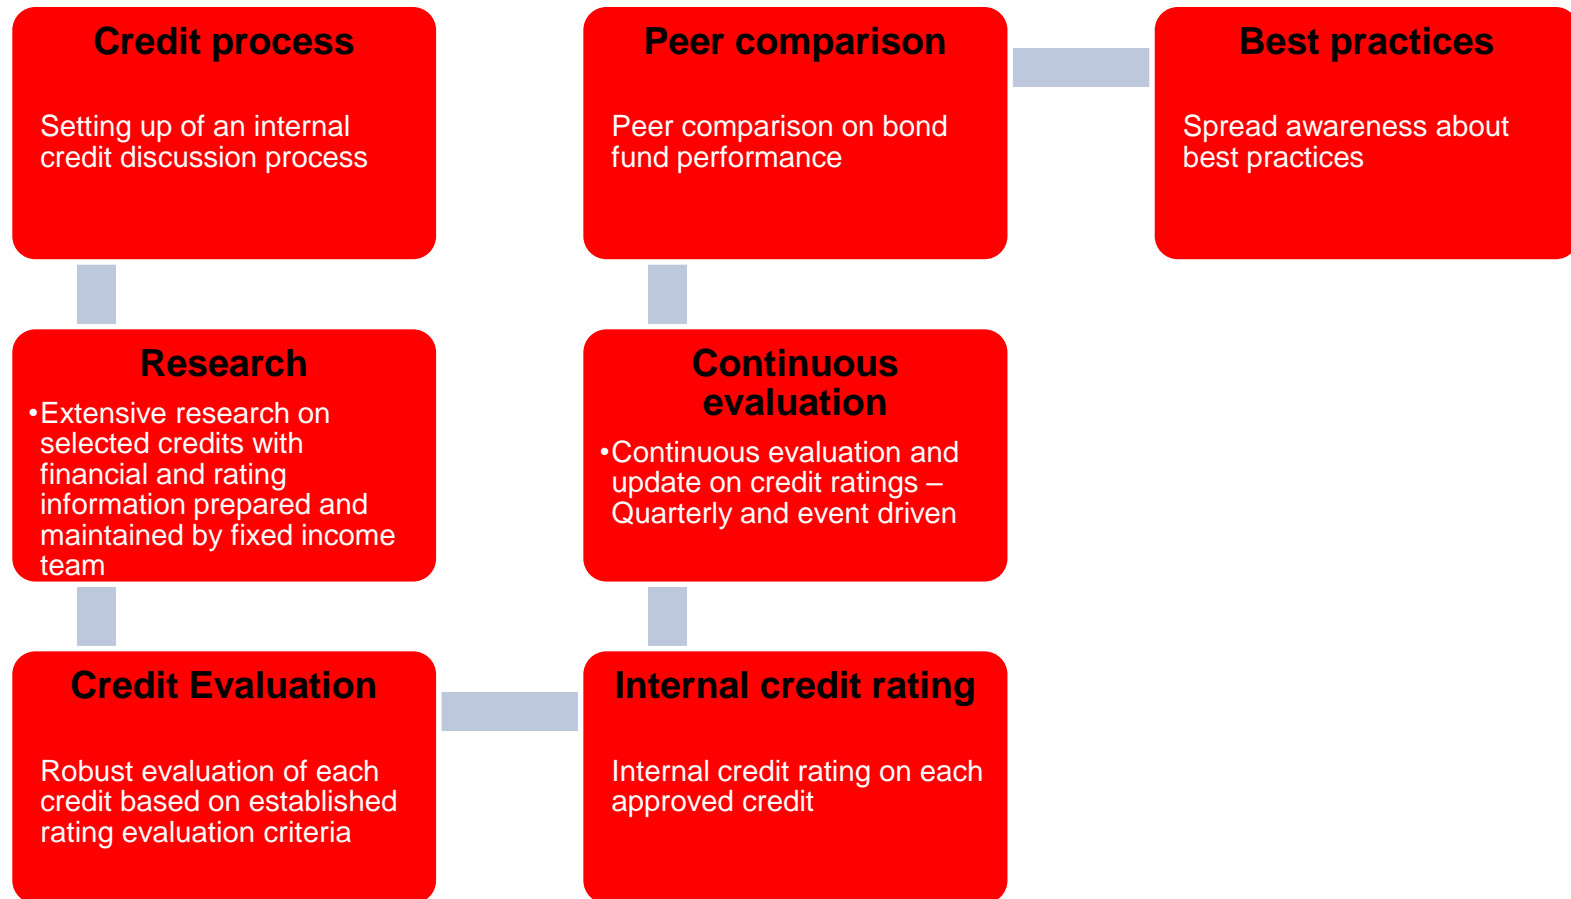 Credit process
Setting up of an internal
credit discussion process
Research
•Extensive research on
selected credits with
financial and rating
information prepared and
maintained by fixed income
team
Credit Evaluation
Robust evaluation of each
credit based on established
rating evaluation criteria
Internal credit rating
Internal credit rating on each
approved credit
Continuous
evaluation
•Continuous evaluation and
update on credit ratings –
Quarterly and event driven
Peer comparison
Peer comparison on bond
fund performance
Best practices
Spread awareness about
best practices